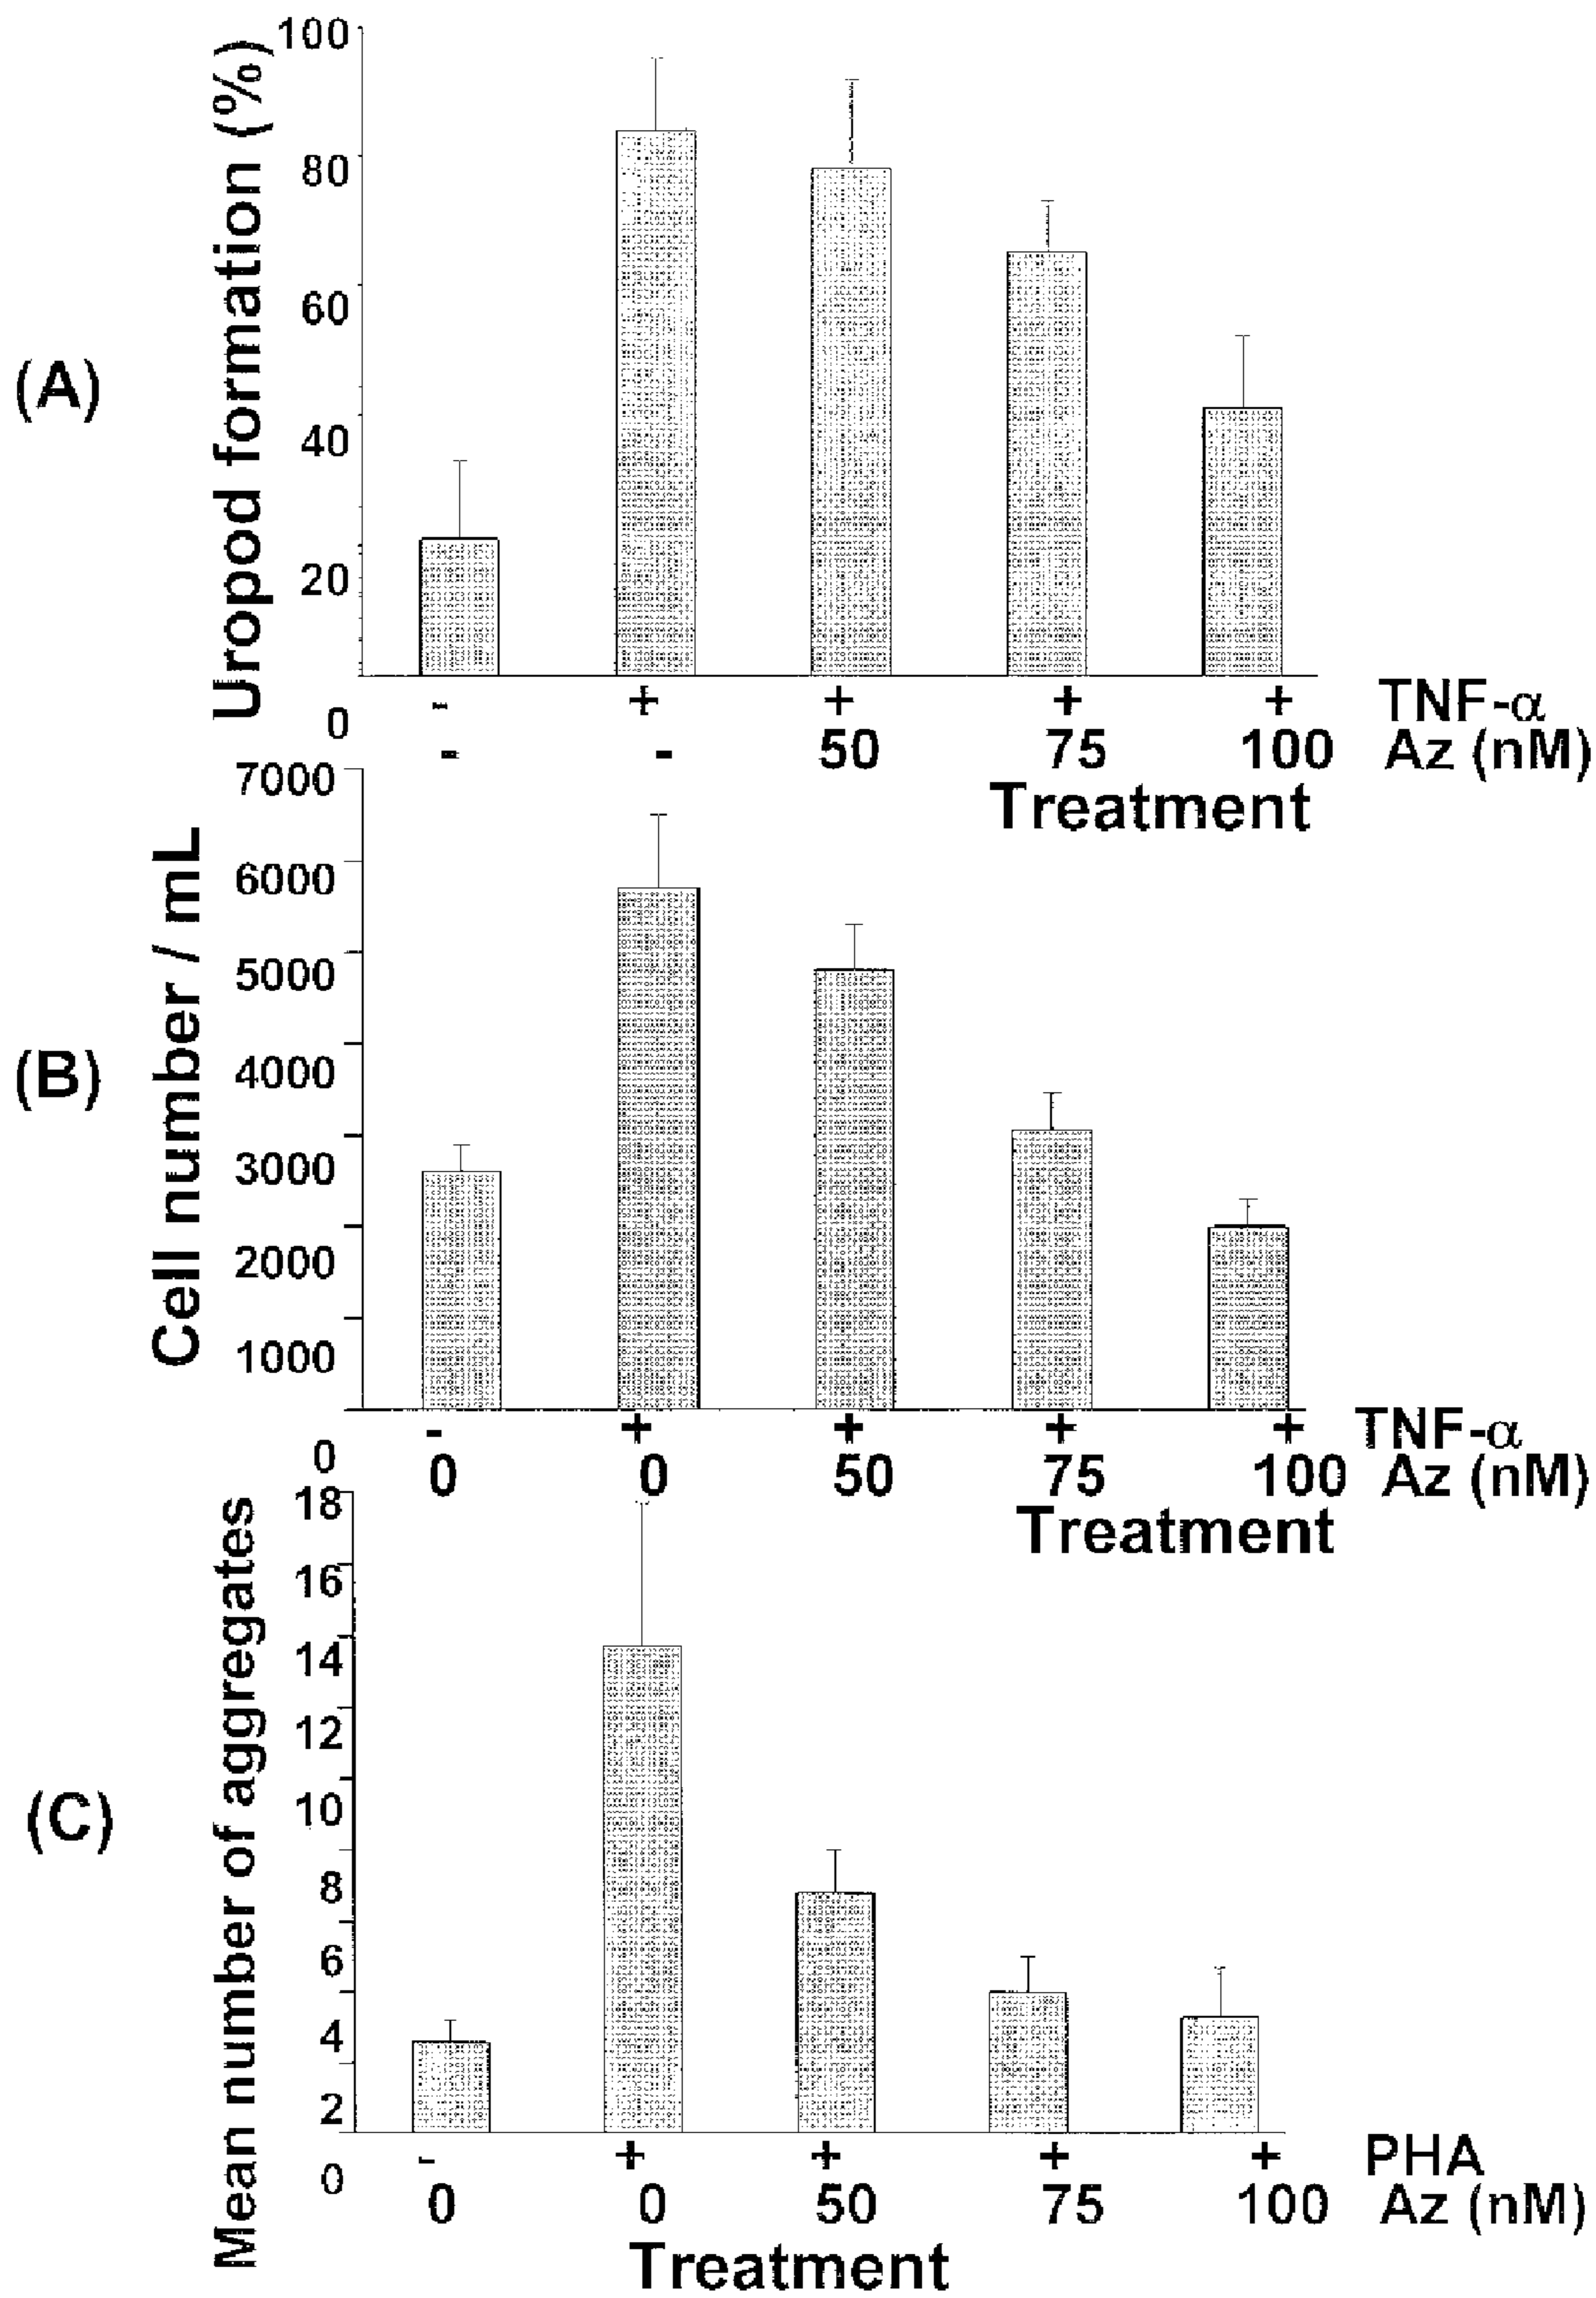 (A)
Uropod formation (%)
100
80
60
40
20
0
- + + + + TNF-α
- - 50 75 100 Az (nM)
Treatment
(B)
Cell number / mL
7000
6000
5000
4000
3000
2000
1000
0
- + + + + TNF-α
0 0 50 75 100 Az (nM)
Treatment
(C)
Mean number of aggregates
18
16
14
12
10
8
6
4
2
0
- + + + + PHA
0 0 50 75 100 Az (nM)
Treatment